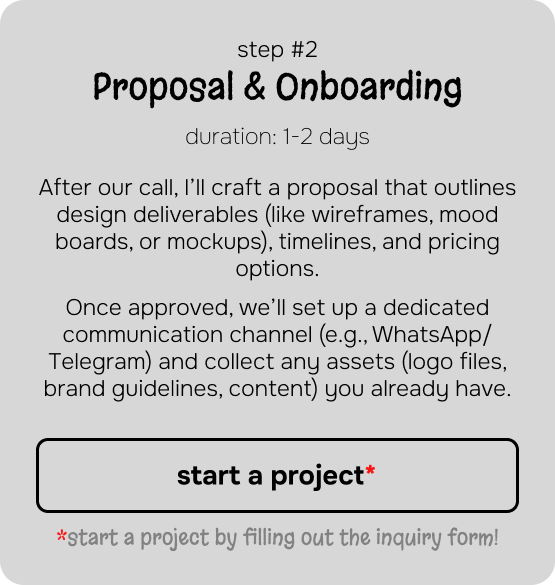 step #2
Proposal & Onboarding
duration: 1-2 days
After our call, I’ll craft a proposal that outlines
design deliverables (like wireframes, mood
boards, or mockups), timelines, and pricing
options.
Once approved, we’ll set up a dedicated
communication channel (e.g., WhatsApp/
Telegram) and collect any assets (logo files,
brand guidelines, content) you already have.
start a project*
*start a project by filling out the inquiry form!